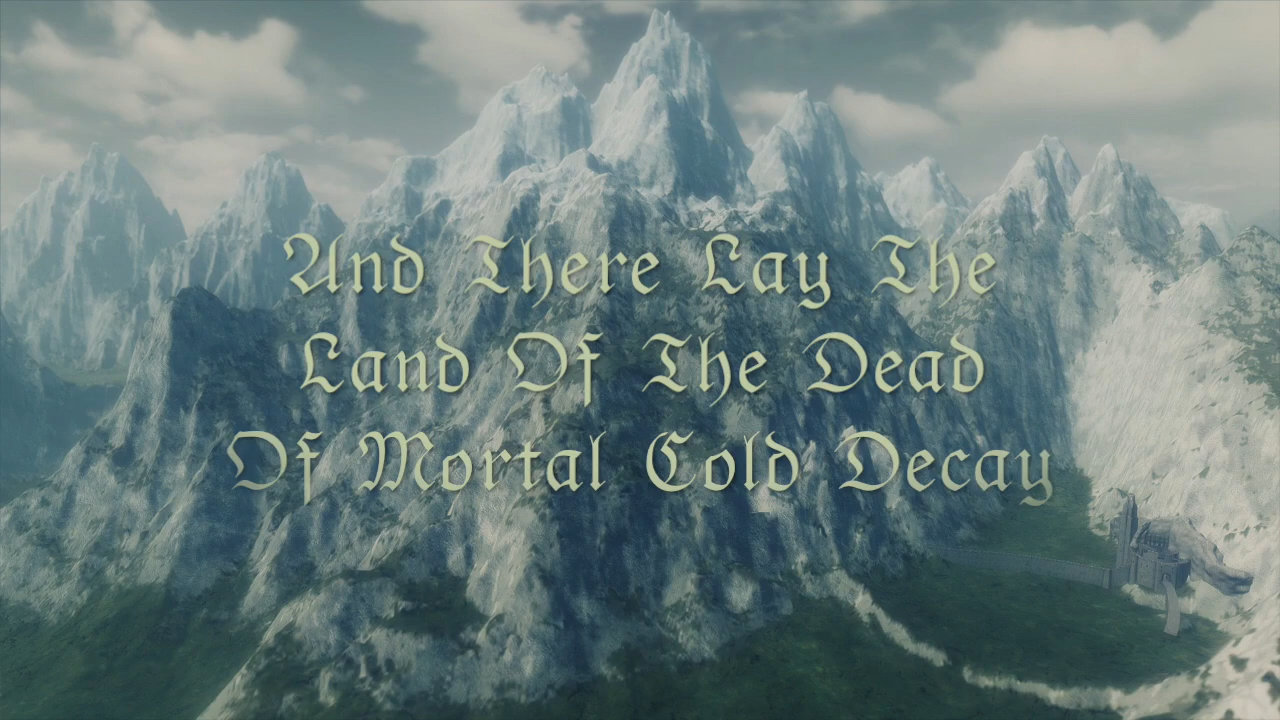 And There Lay The
Land Of The Dead
Of Mortal Cold Decay